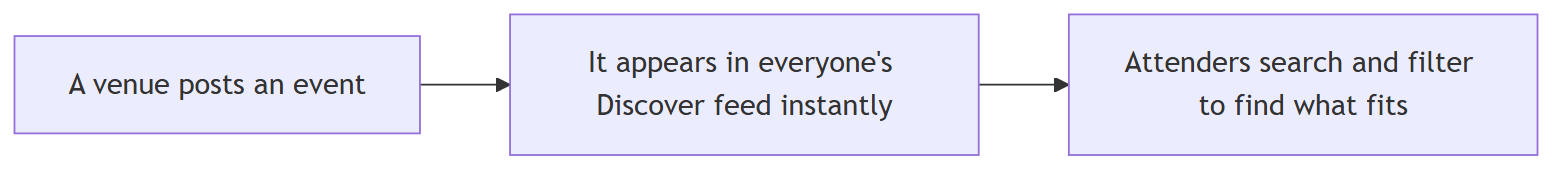 A venue posts an event
It appears in everyone's
Discover feed instantly
Attenders search and filter
to find what fits